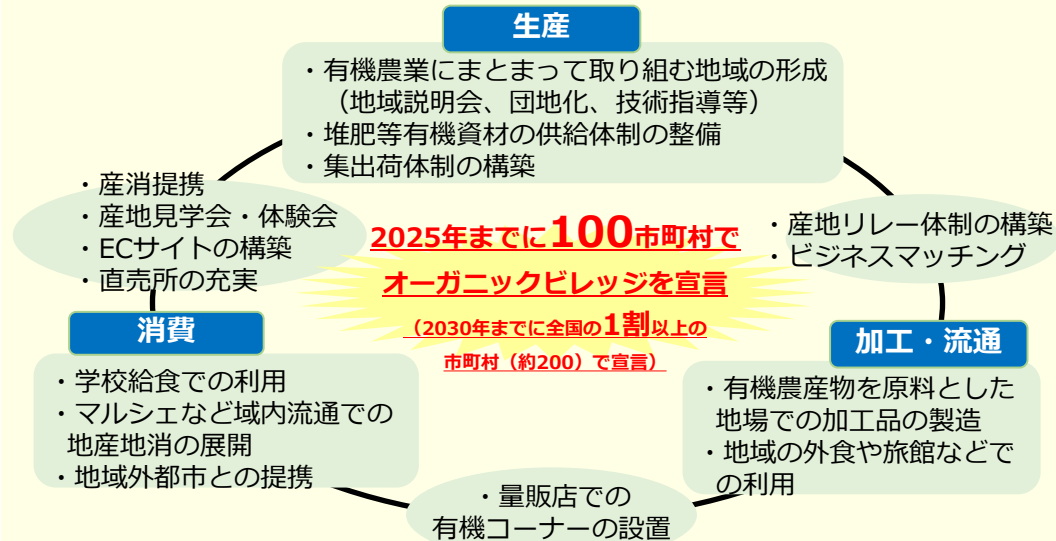 生産
・有機農業にまとまって取り組む地域の形成
（地域説明会、団地化、技術指導等）
・堆肥等有機資材の供給体制の整備
・集出荷体制の構築
・産消提携
・産地見学会・体験会
・ECサイトの構築
・直売所の充実
2025年までに100市町村で
オーガニックビレッジを宣言
（2030年までに全国の1割以上の
市町村（約200）で宣言）
・産地リレー体制の構築
・ビジネスマッチング
消費
・学校給食での利用
・マルシェなど域内流通での
地産地消の展開
・地域外都市との提携
加工・流通
・有機農産物を原料とした
地場での加工品の製造
・地域の外食や旅館などで
の利用
・量販店での
有機コーナーの設置